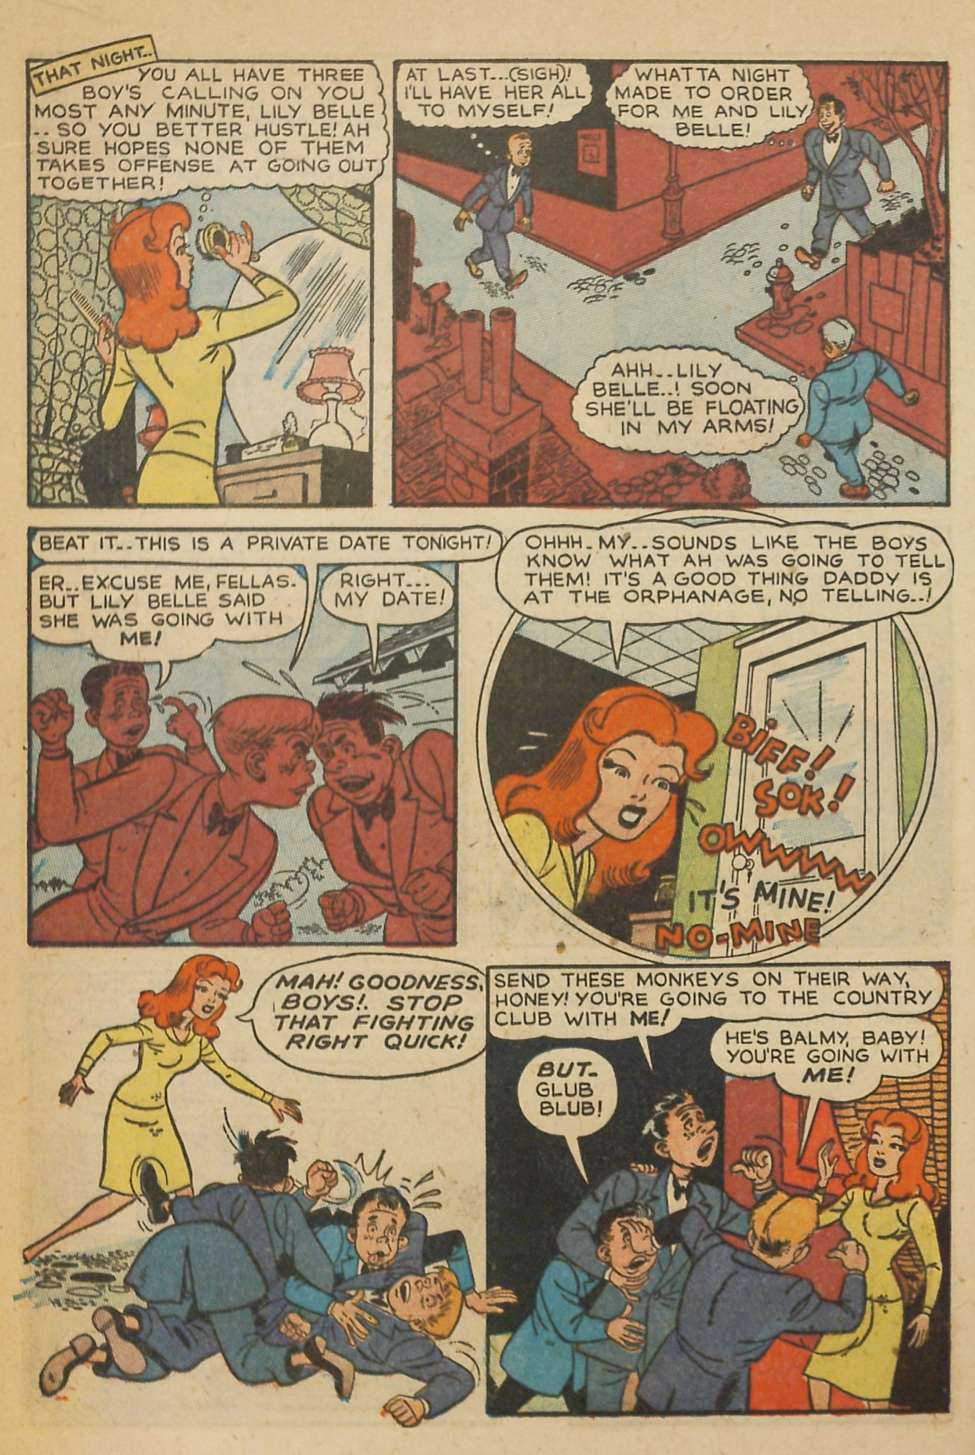 THAT NIGHT..
YOU ALL HAVE THREE
BOY'S CALLING ON YOU
MOST ANY MINUTE, LILY BELLE
.. SO YOU BETTER HUSTLE! AH
SURE HOPES NONE OF THEM
TAKES OFFENSE AT GOING OUT
TOGETHER!
AT LAST...(SIGH)!
I'LL HAVE HER ALL
TO MYSELF!
WHATTA NIGHT
MADE TO ORDER
FOR ME AND LILY
BELLE!
AHH...LILY
BELLE..! SOON
SHE'LL BE FLOATING
IN MY ARMS!
BEAT IT...THIS IS A PRIVATE DATE TONIGHT!
ER...EXCUSE ME, FELLAS.
BUT LILY BELLE SAID
SHE WAS GOING WITH
ME!
RIGHT...
MY DATE!
OHHH..MY...SOUNDS LIKE THE BOYS
KNOW WHAT AH WAS GOING TO TELL
THEM! IT'S A GOOD THING DADDY IS
AT THE ORPHANAGE, NO TELLING..!
BIFF!
SOK!
OWWWWW
IT'S MINE!
NO-MINE
MAH! GOODNESS,
BOYS!. STOP
THAT FIGHTING
RIGHT QUICK!
SEND THESE MONKEYS ON THEIR WAY,
HONEY! YOU'RE GOING TO THE COUNTRY
CLUB WITH ME!
HE'S BALMY, BABY!
YOU'RE GOING WITH
ME!
BUT-
GLUB
BLUB!